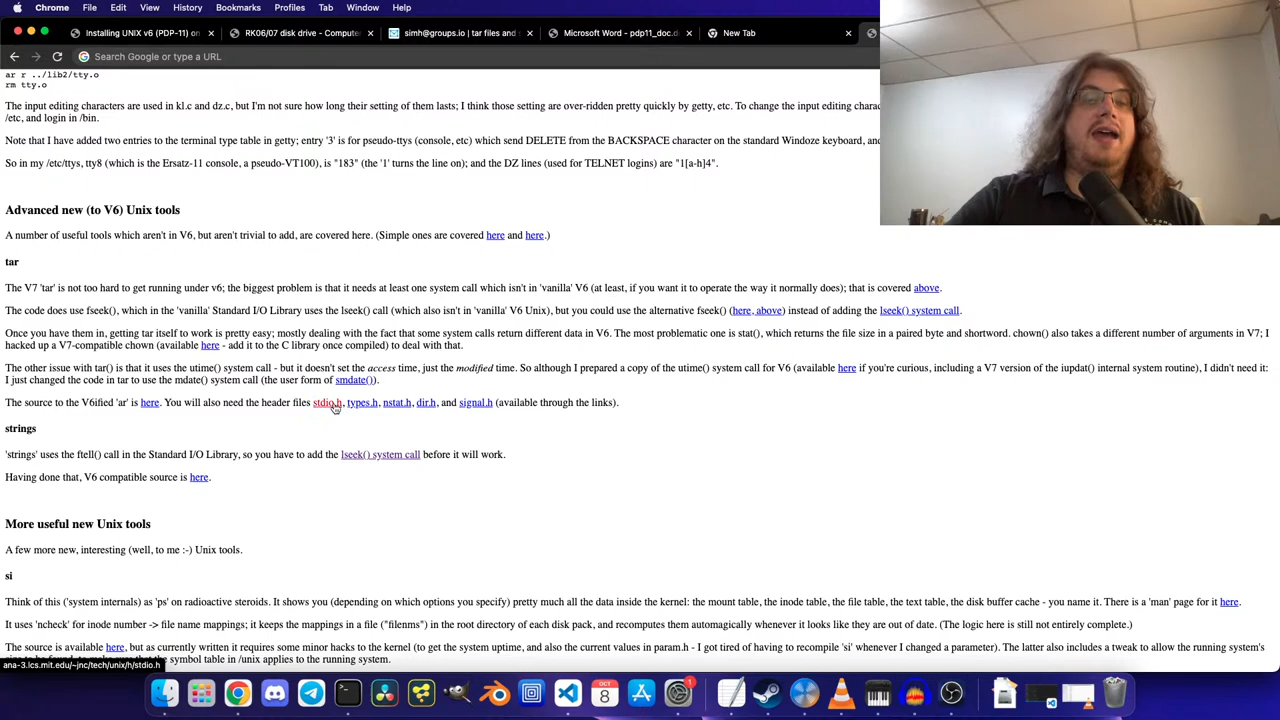 Chrome File Edit View History Bookmarks Profiles Tab Window Help
Installing UNIX v6 (PDP-11) on RK06/07 disk drive - Compute simh@groups.io | tar files and s Microsoft Word - pdp11_doc.d New Tab
Search Google or type a URL
ar r ../lib2/tty.o
rm tty.o
The input editing characters are used in kl.c and dz.c, but I'm not sure how long their setting of them lasts; I think those setting are over-ridden pretty quickly by getty, etc. To change the input editing chara
/etc, and login in /bin.
Note that I have added two entries to the terminal type table in getty; entry '3' is for pseudo-ttys (console, etc) which send DELETE from the BACKSPACE character on the standard Windoze keyboard, an
So in my /etc/ttys, tty8 (which is the Ersatz-11 console, a pseudo-VT100), is "183" (the '1' turns the line on); and the DZ lines (used for TELNET logins) are "1[a-h]4".
Advanced new (to V6) Unix tools
A number of useful tools which aren't in V6, but aren't trivial to add, are covered here. (Simple ones are covered here and here.)
tar
The V7 'tar' is not too hard to get running under v6; the biggest problem is that it needs at least one system call which isn't in 'vanilla' V6 (at least, if you want it to operate the way it normally does); that is covered above.
The code does use fseek(), which in the 'vanilla' Standard I/O Library uses the lseek() call (which also isn't in 'vanilla' V6 Unix), but you could use the alternative fseek() (here, above) instead of adding the lseek() system call.
Once you have them in, getting tar itself to work is pretty easy; mostly dealing with the fact that some system calls return different data in V6. The most problematic one is stat(), which returns the file size in a paired byte and shortword. chown() also takes a different number of arguments in V7; I
hacked up a V7-compatible chown (available here - add it to the C library once compiled) to deal with that.
The other issue with tar() is that it uses the utime() system call - but it doesn't set the access time, just the modified time. So although I prepared a copy of the utime() system call for V6 (available here if you're curious, including a V7 version of the iupdat() internal system routine), I didn't need it:
I just changed the code in tar to use the mdate() system call (the user form of smdate()).
The source to the V6ified 'ar' is here. You will also need the header files stdio.h, types.h, nstat.h, dir.h, and signal.h (available through the links).
strings
'strings' uses the ftell() call in the Standard I/O Library, so you have to add the lseek() system call before it will work.
Having done that, V6 compatible source is here.
More useful new Unix tools
A few more new, interesting (well, to me :-) Unix tools.
si
Think of this ('system internals) as 'ps' on radioactive steroids. It shows you (depending on which options you specify) pretty much all the data inside the kernel: the mount table, the inode table, the file table, the text table, the disk buffer cache - you name it. There is a 'man' page for it here.
It uses 'ncheck' for inode number -> file name mappings; it keeps the mappings in a file ("filenms") in the root directory of each disk pack, and recomputes them automagically whenever it looks like they are out of date. (The logic here is still not entirely complete.)
The source is available here, but as currently written it requires some minor hacks to the kernel (to get the system uptime, and also the current values in param.h - I got tired of having to recompile 'si' whenever I changed a parameter). The latter also includes a tweak to allow the running system's
symbol table in /unix applies to the running system.
ana-3.lcs.mit.edu/~jnc/tech/unix/h/stdio.h
OCT
8
1